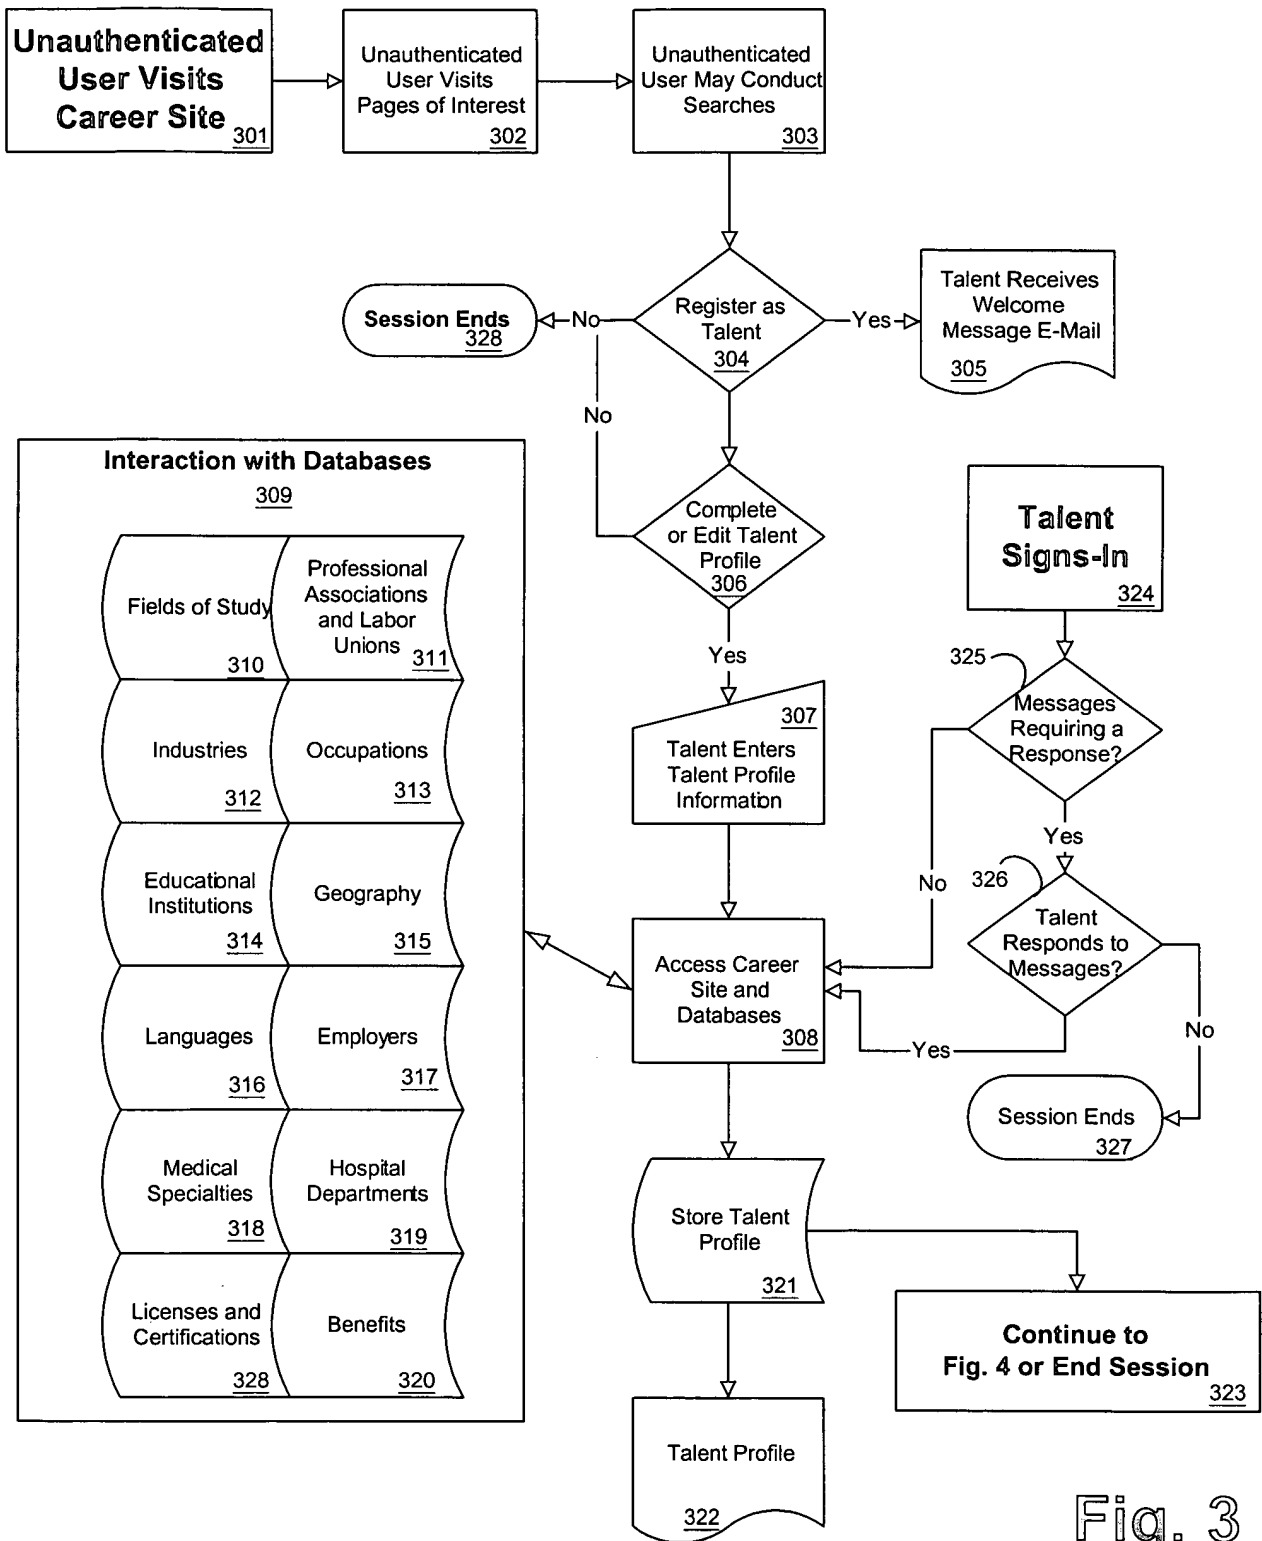 Unauthenticated
User Visits
Career Site
301
Unauthenticated
User Visits
Pages of Interest
302
Unauthenticated
User May Conduct
Searches
303
Session Ends
328
No
Register as
Talent
304
Yes
Talent Receives
Welcome
Message E-Mail
305
No
Complete
or Edit Talent
Profile
306
Yes
307
Talent Enters
Talent Profile
Information
Interaction with Databases
309
Fields of Study
310
Professional
Associations
and Labor
Unions
311
Industries
312
Occupations
313
Educational
Institutions
314
Geography
315
Languages
316
Employers
317
Medical
Specialties
318
Hospital
Departments
319
Licenses and
Certifications
328
Benefits
320
Talent
Signs-In
324
325
Messages
Requiring a
Response?
No
Yes
326
Talent
Responds to
Messages?
Yes
No
Session Ends
327
Access Career
Site and
Databases
308
Store Talent
Profile
321
Continue to
Fig. 4 or End Session
323
Talent Profile
322
Fig. 3